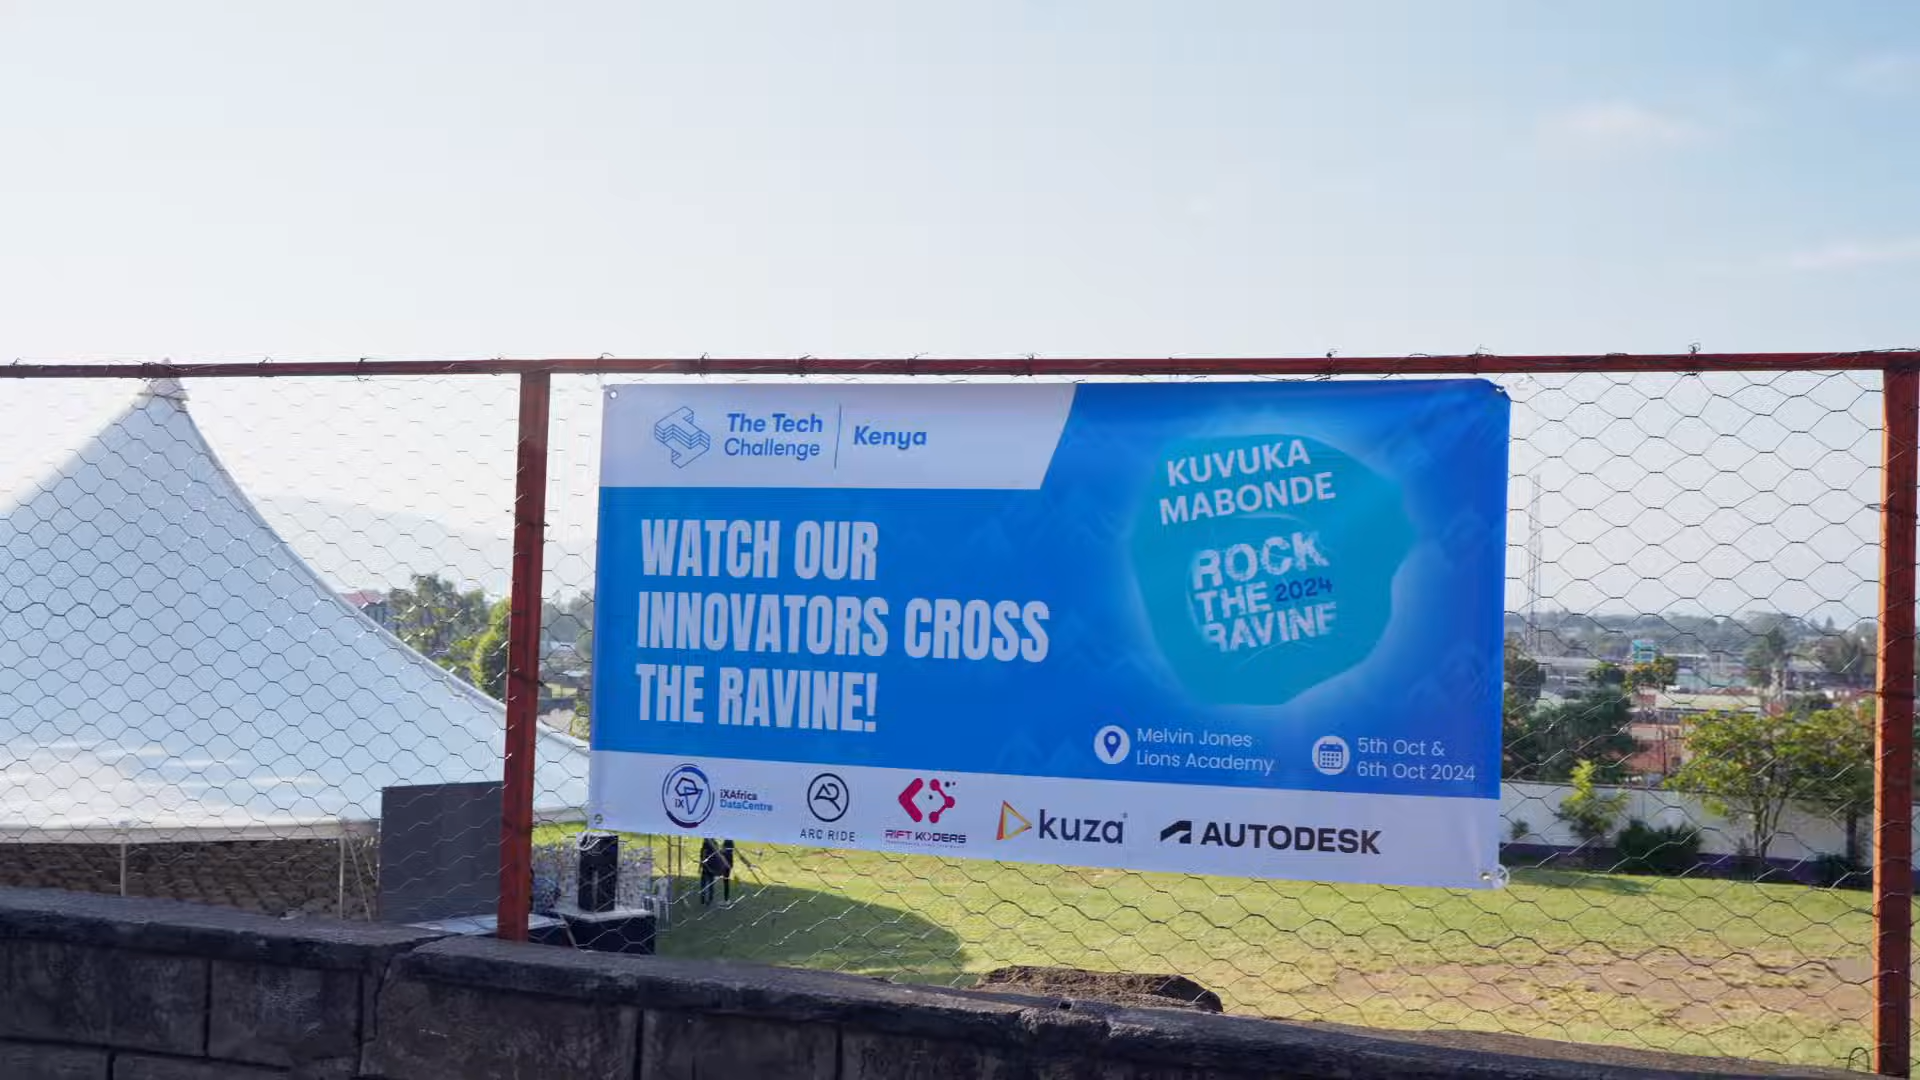 The Tech
Challenge
Kenya
KUVUKA
MABONDE
ROCK
THE 2024
RAVINE
WATCH OUR
INNOVATORS CROSS
THE RAVINE!
Melvin Jones
Lions Academy
5th Oct &
6th Oct 2024
iX
iXAfrica
DataCentre
ARC RIDE
RIFT KODERS
kuza
AUTODESK